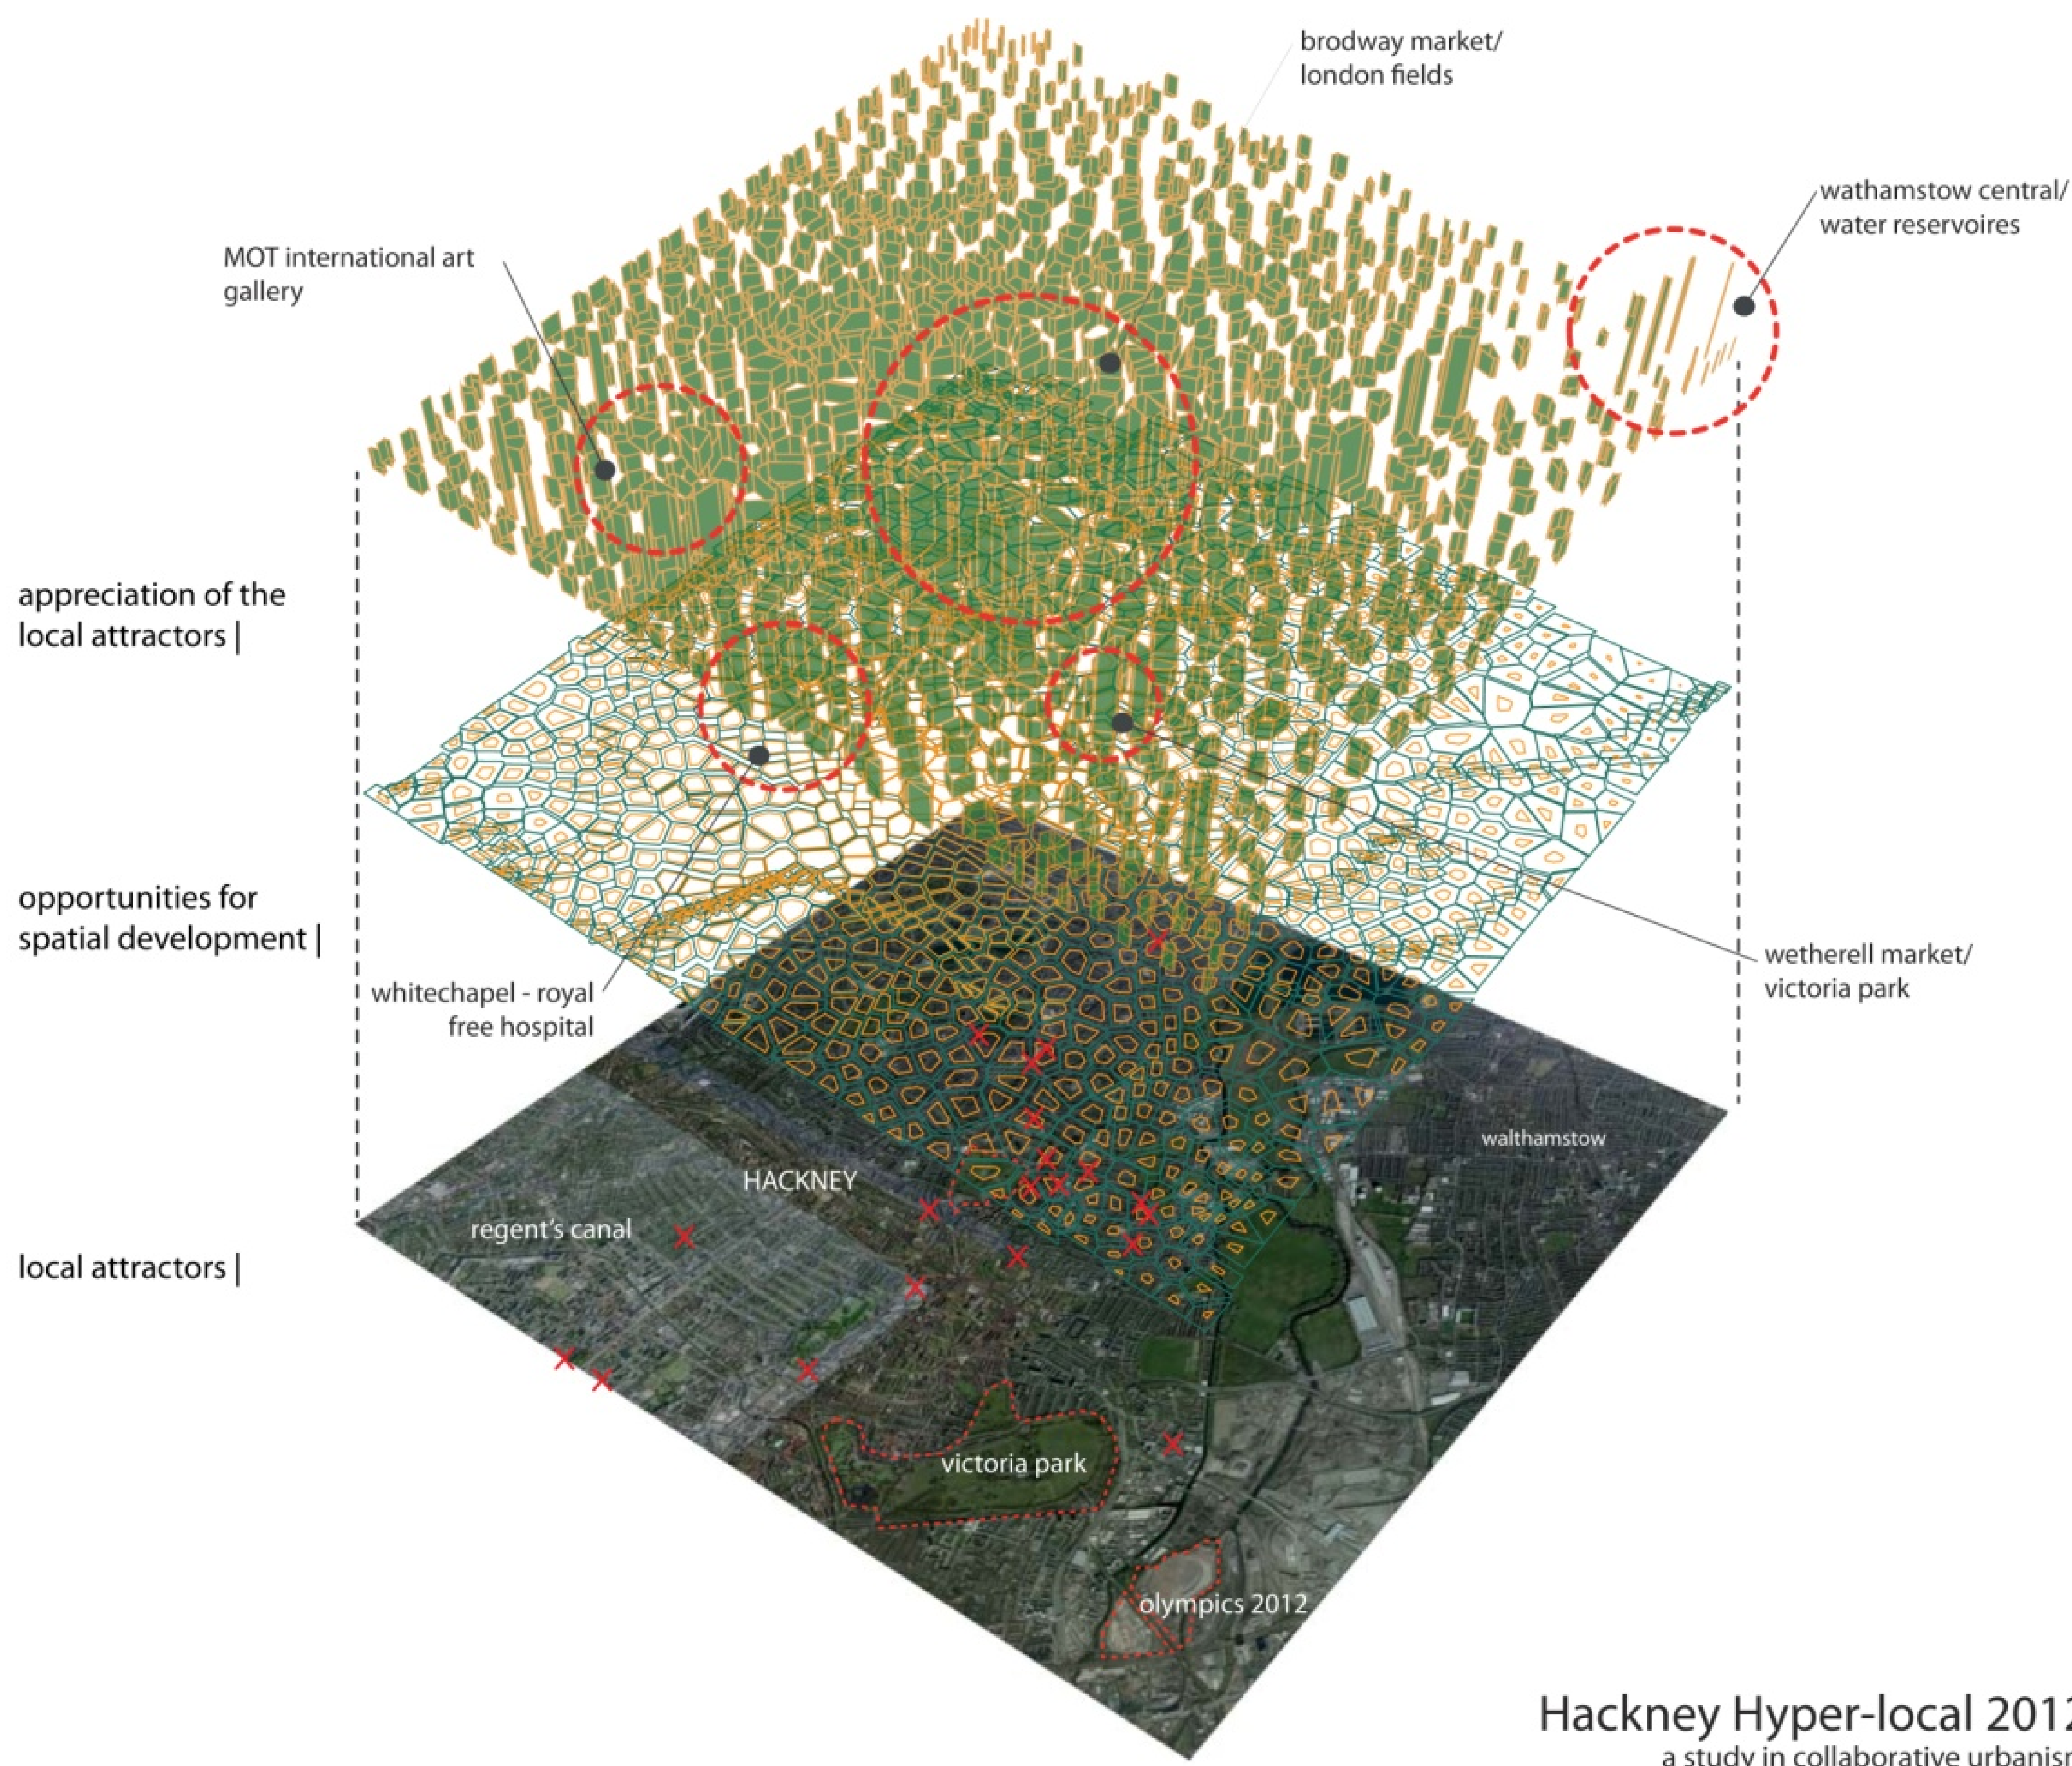 brodway market/
london fields
wathamstow central/
water reservoires
MOT international art
gallery
appreciation of the
local attractors |
opportunities for
spatial development |
whitechapel - royal
free hospital
wetherell market/
victoria park
walthamstow
HACKNEY
regent's canal
local attractors |
victoria park
olympics 2012
Hackney Hyper-local 2012
a study in collaborative urbanism